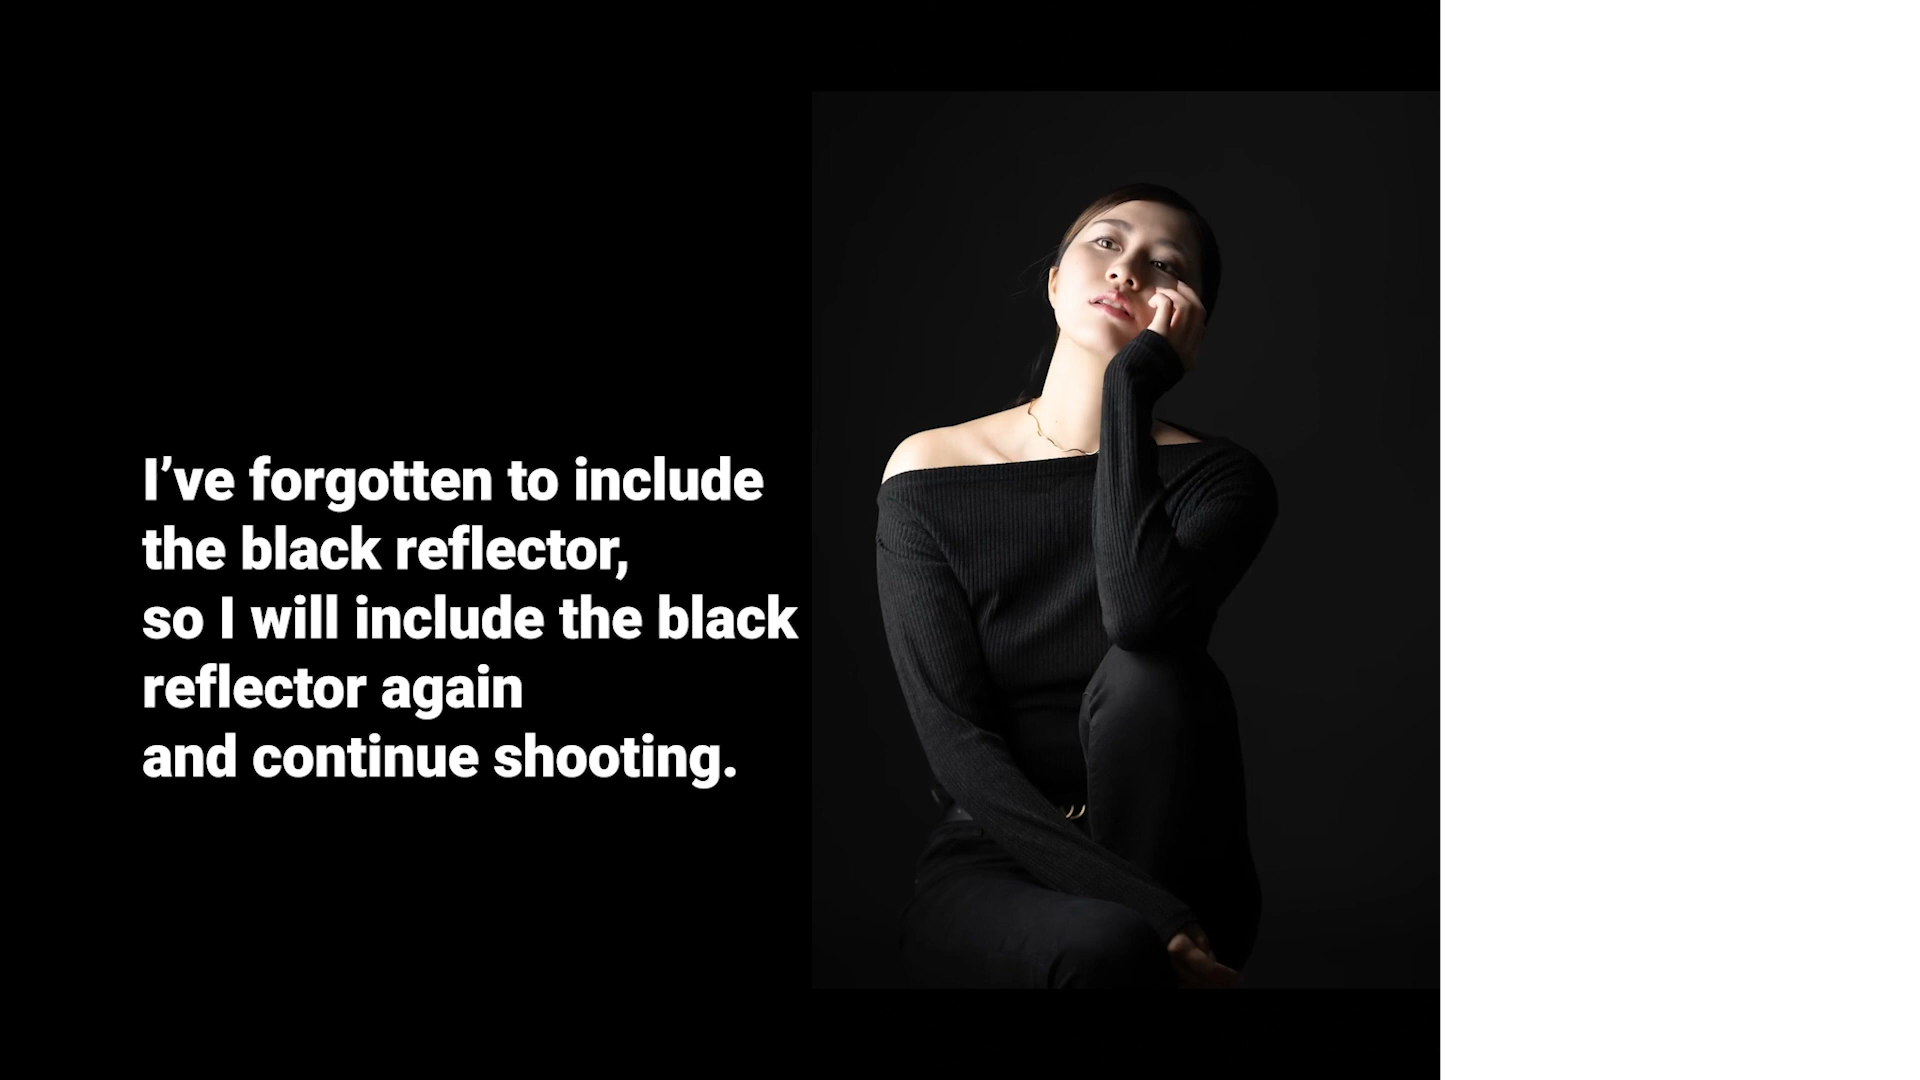 I’ve forgotten to include
the black reflector,
so I will include the black
reflector again
and continue shooting.